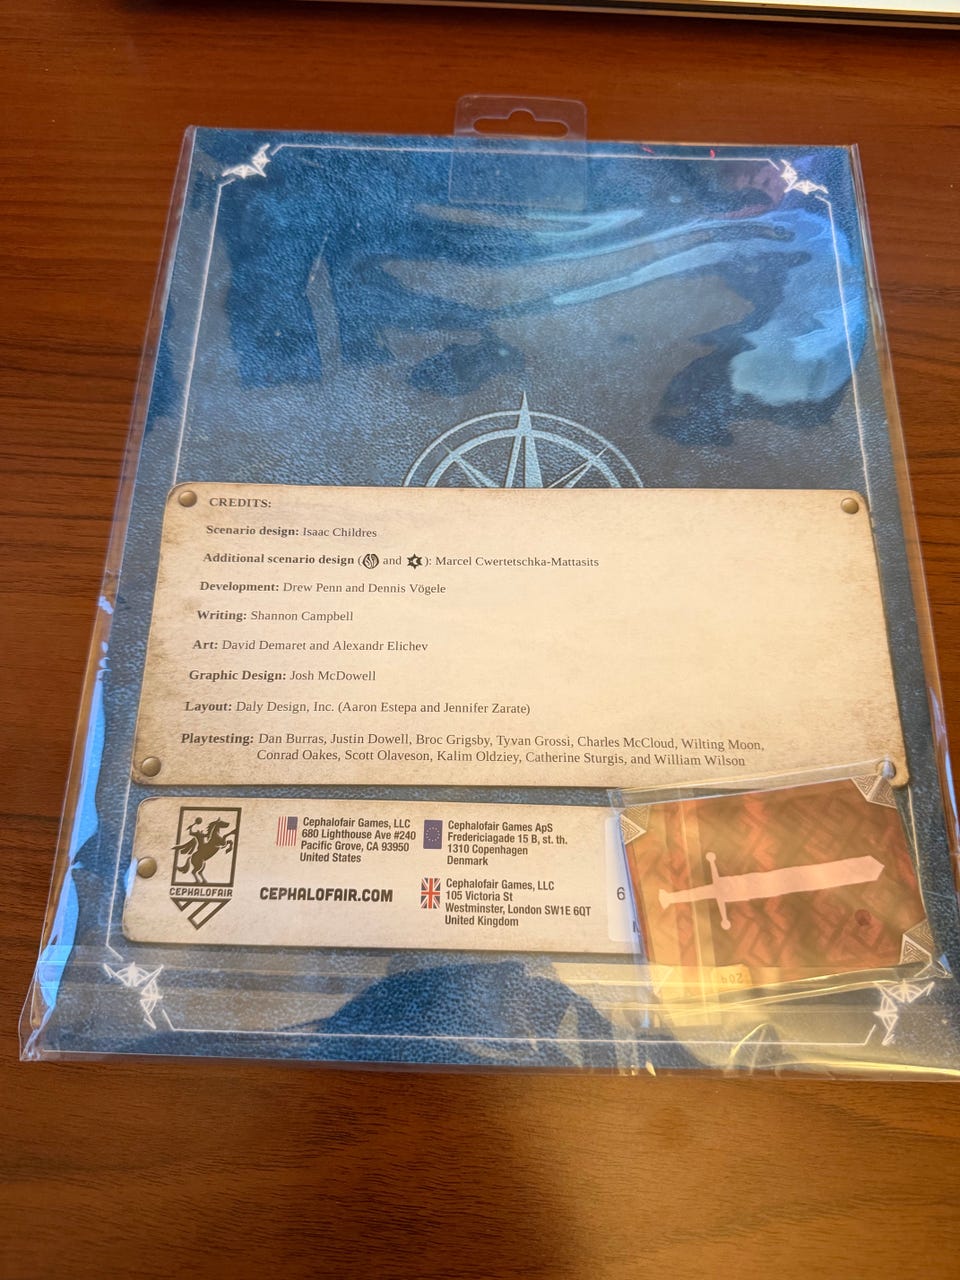 CREDITS:
Scenario design: Isaac Childres
Additional scenario design ( and ): Marcel Cwertetschka-Mattasits
Development: Drew Penn and Dennis Vögele
Writing: Shannon Campbell
Art: David Demaret and Alexandr Elichev
Graphic Design: Josh McDowell
Layout: Daly Design, Inc. (Aaron Estepa and Jennifer Zarate)
Playtesting: Dan Burras, Justin Dowell, Broc Grigsby, Tyvan Grossi, Charles McCloud, Wilting Moon,
Conrad Oakes, Scott Olaveson, Kalim Oldziey, Catherine Sturgis, and William Wilson
CEPHALOFAIR
Cephalofair Games, LLC
680 Lighthouse Ave #240
Pacific Grove, CA 93950
United States
CEPHALOFAIR.COM
Cephalofair Games ApS
Fredericiagade 15 B, st. th.
1310 Copenhagen
Denmark
Cephalofair Games, LLC
105 Victoria St
Westminster, London SW1E 6QT
United Kingdom
6
209